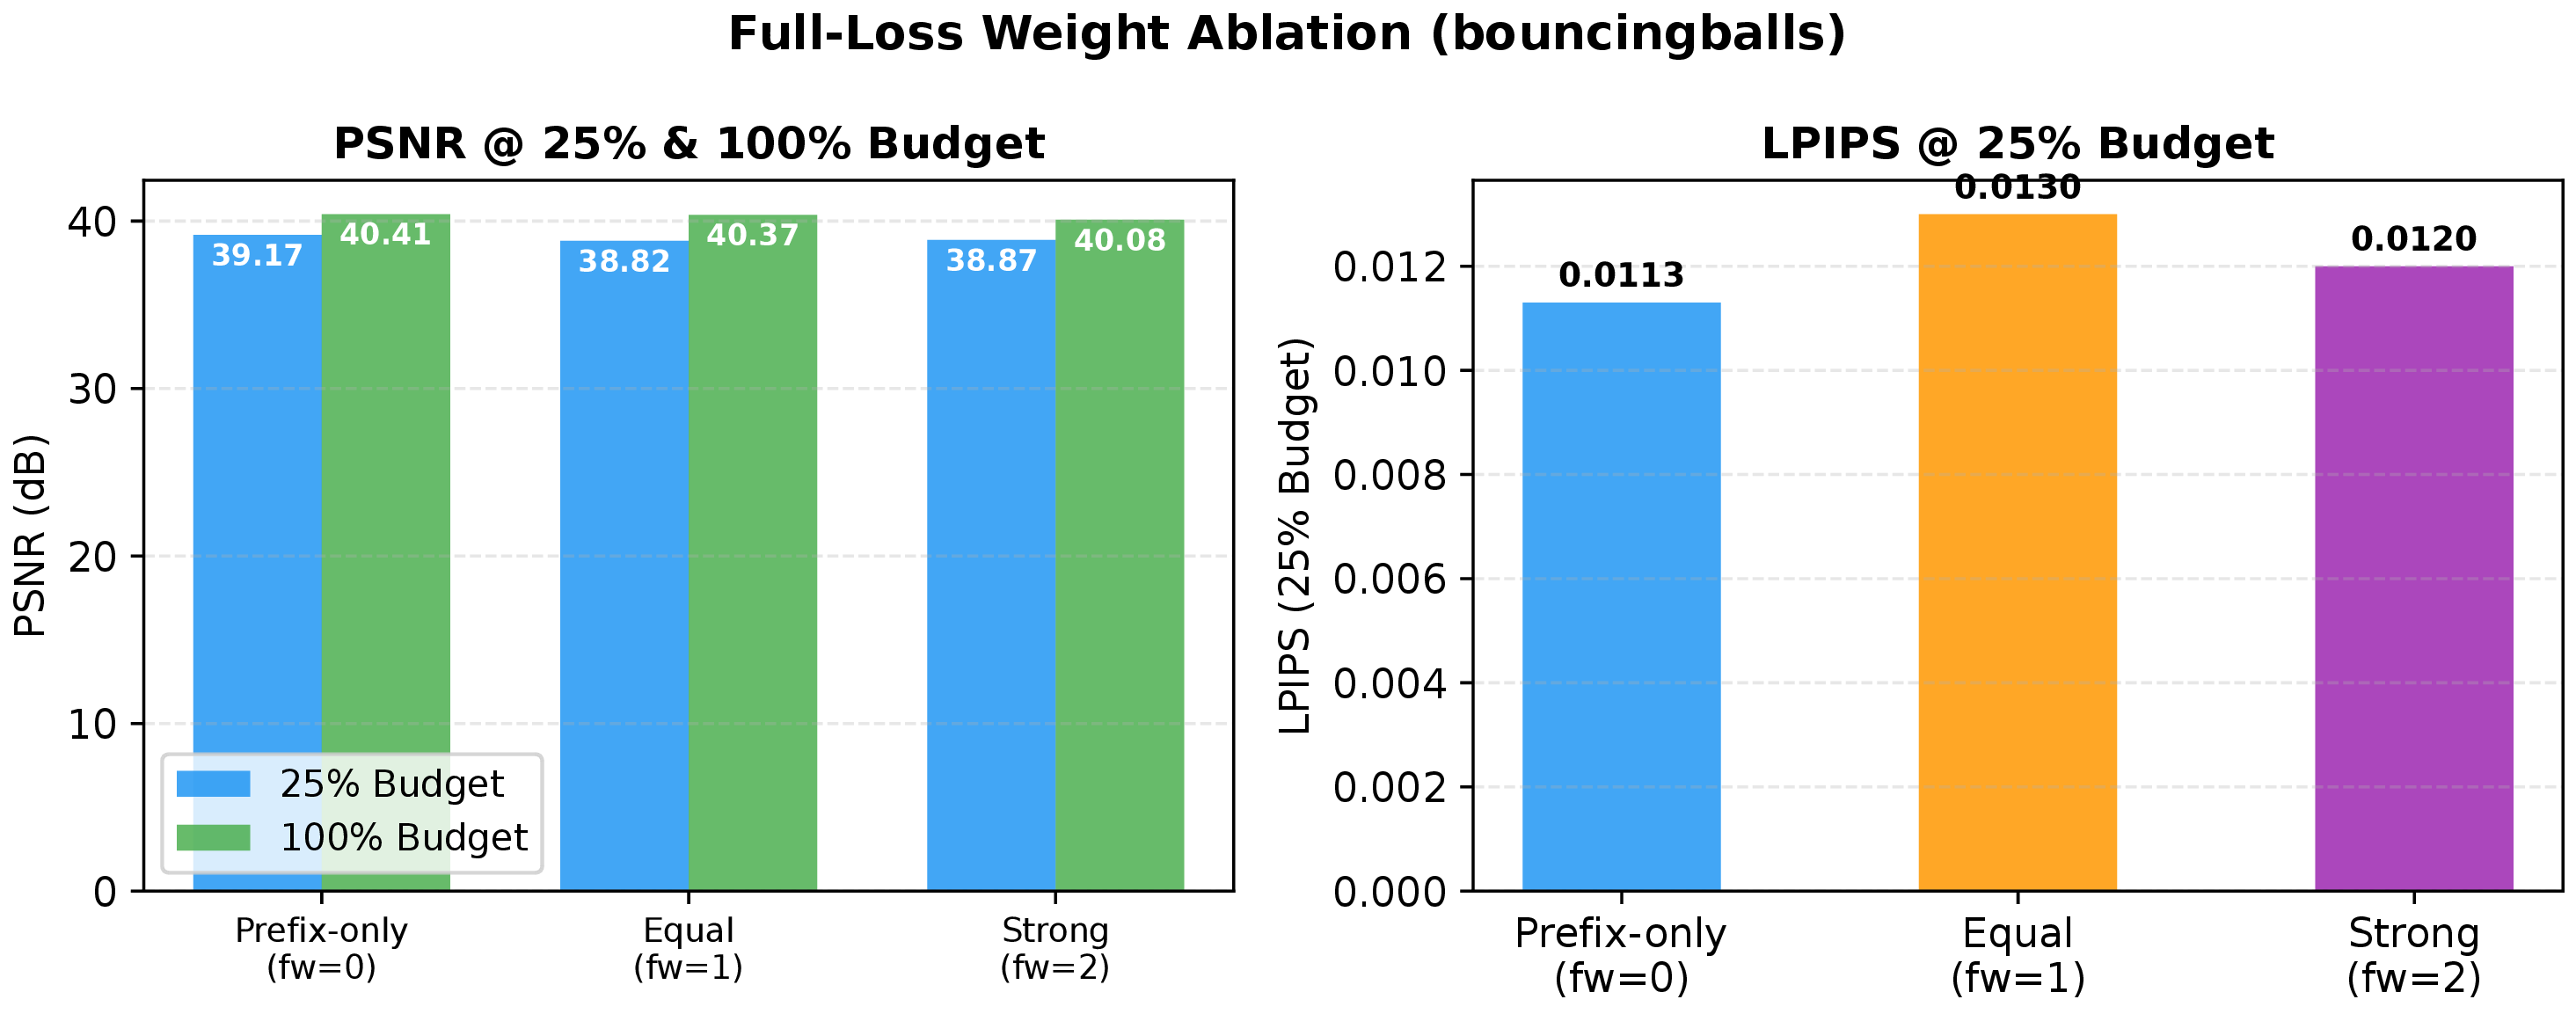 Full-Loss Weight Ablation (bouncingballs)
PSNR @ 25% & 100% Budget
PSNR (dB)
40
30
20
10
0
39.17
40.41
38.82
40.37
38.87
40.08
25% Budget
100% Budget
Prefix-only
(fw=0)
Equal
(fw=1)
Strong
(fw=2)
LPIPS @ 25% Budget
LPIPS (25% Budget)
0.012
0.010
0.008
0.006
0.004
0.002
0.000
0.0113
0.0130
0.0120
Prefix-only
(fw=0)
Equal
(fw=1)
Strong
(fw=2)